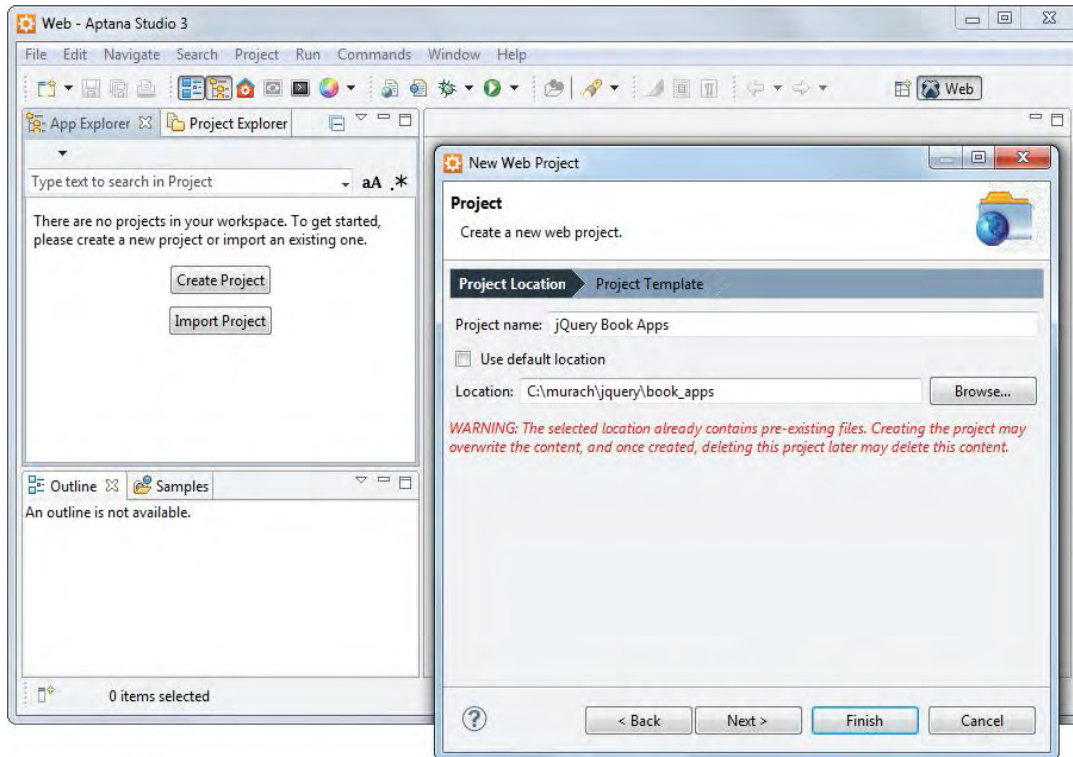 Web - Aptana Studio 3
File Edit Navigate Search Project Run Commands Window Help
Web
App Explorer Project Explorer
Type text to search in Project aA .*
There are no projects in your workspace. To get started,
please create a new project or import an existing one.
Create Project
Import Project
Outline Samples
An outline is not available.
0 items selected
New Web Project
Project
Create a new web project.
Project Location Project Template
Project name: jQuery Book Apps
Use default location
Location: C:\murach\jquery\book_apps Browse...
WARNING: The selected location already contains pre-existing files. Creating the project may
overwrite the content, and once created, deleting this project later may delete this content.
? < Back Next > Finish Cancel